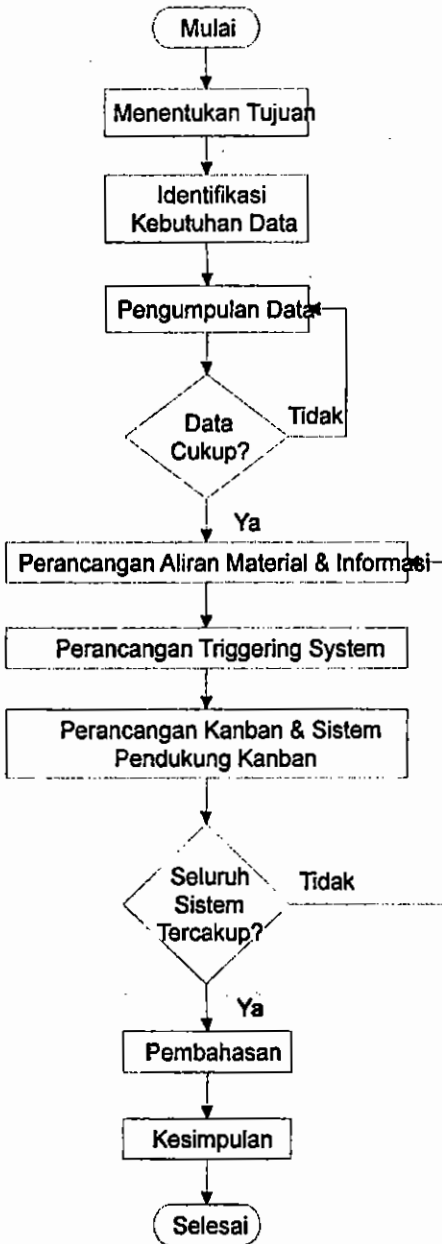 Mulai
Menentukan Tujuan
Identifikasi
Kebutuhan Data
Pengumpulan Data
Data
Cukup?
Tidak
Ya
Perancangan Aliran Material & Informasi
Perancangan Triggering System
Perancangan Kanban & Sistem
Pendukung Kanban
Seluruh
Sistem
Tercakup?
Tidak
Ya
Pembahasan
Kesimpulan
Selesai